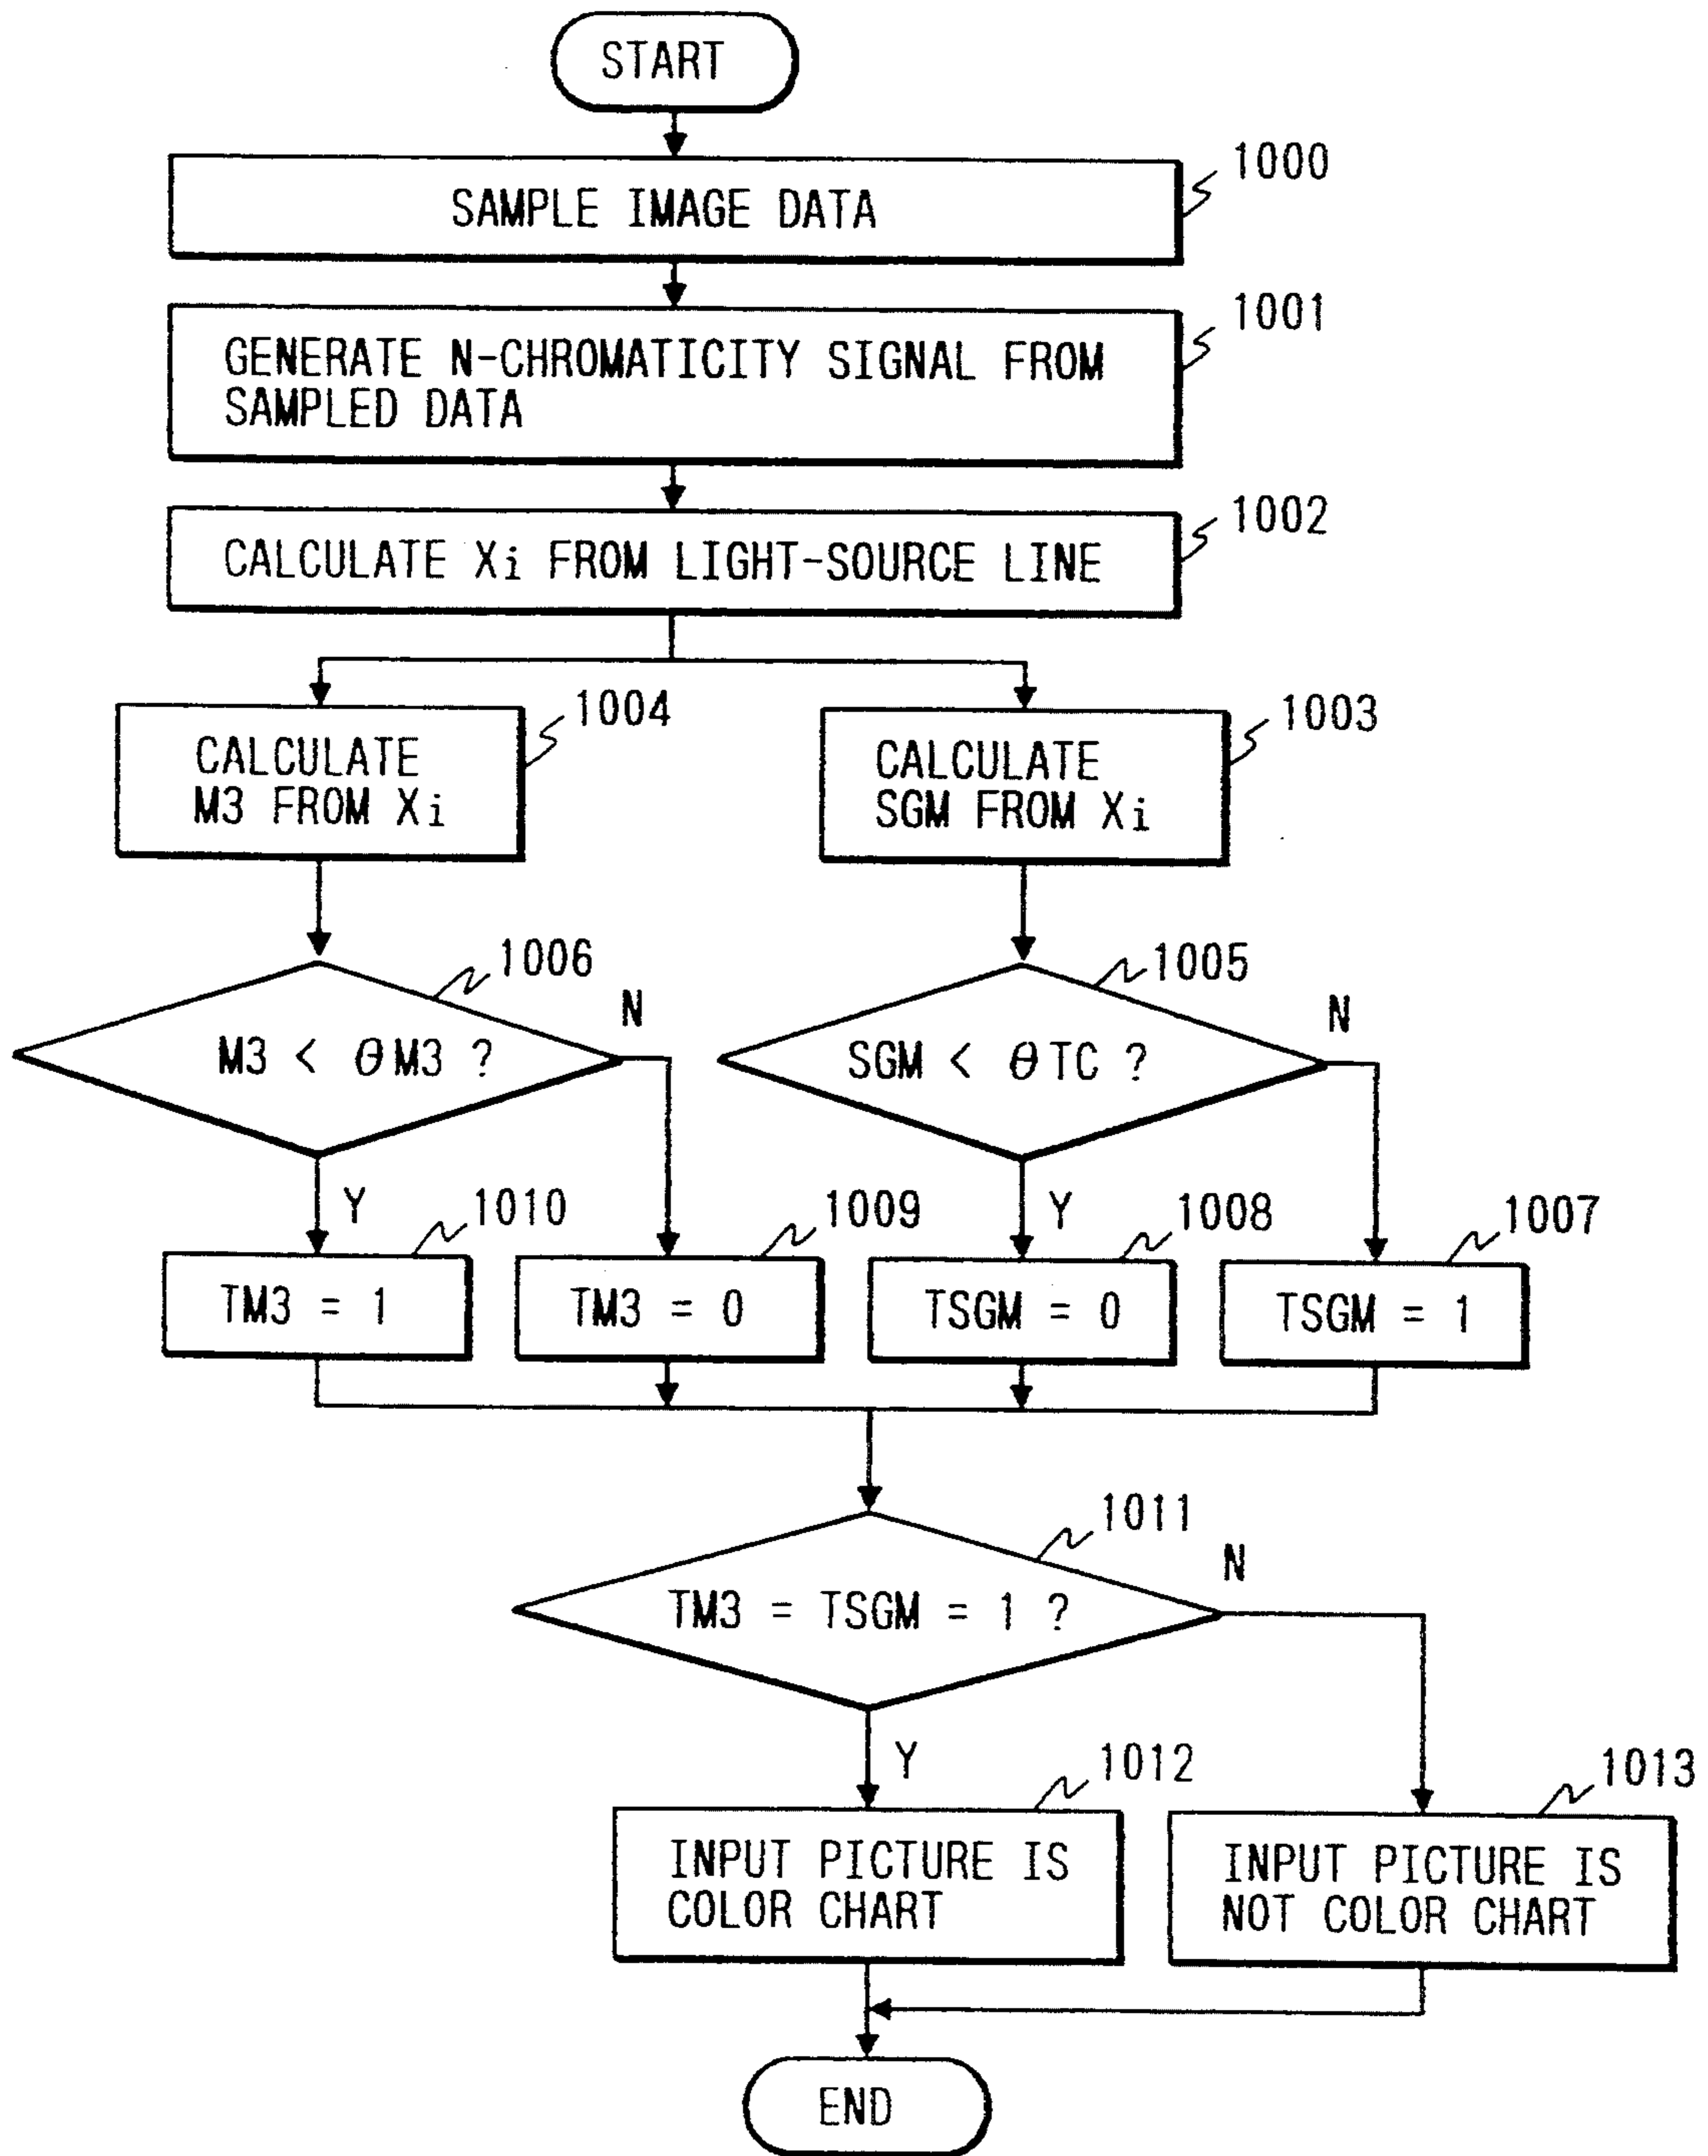 START
1000
SAMPLE IMAGE DATA
1001
GENERATE N-CHROMATICITY SIGNAL FROM
SAMPLED DATA
1002
CALCULATE Xi FROM LIGHT-SOURCE LINE
1004
CALCULATE
M3 FROM Xi
1003
CALCULATE
SGM FROM Xi
1006
M3 < θM3 ?
N
Y
1005
SGM < θTC ?
N
Y
1010
TM3 = 1
1009
TM3 = 0
1008
TSGM = 0
1007
TSGM = 1
1011
TM3 = TSGM = 1 ?
N
Y
1012
INPUT PICTURE IS
COLOR CHART
1013
INPUT PICTURE IS
NOT COLOR CHART
END